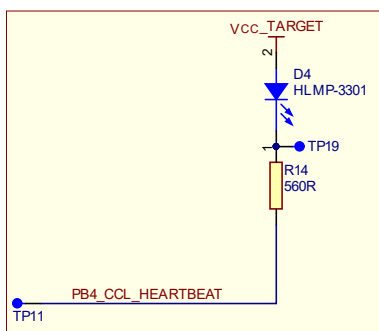 VCC_TARGET
2
D4
HLMP-3301
1
TP19
R14
560R
PB4_CCL_HEARTBEAT
TP11